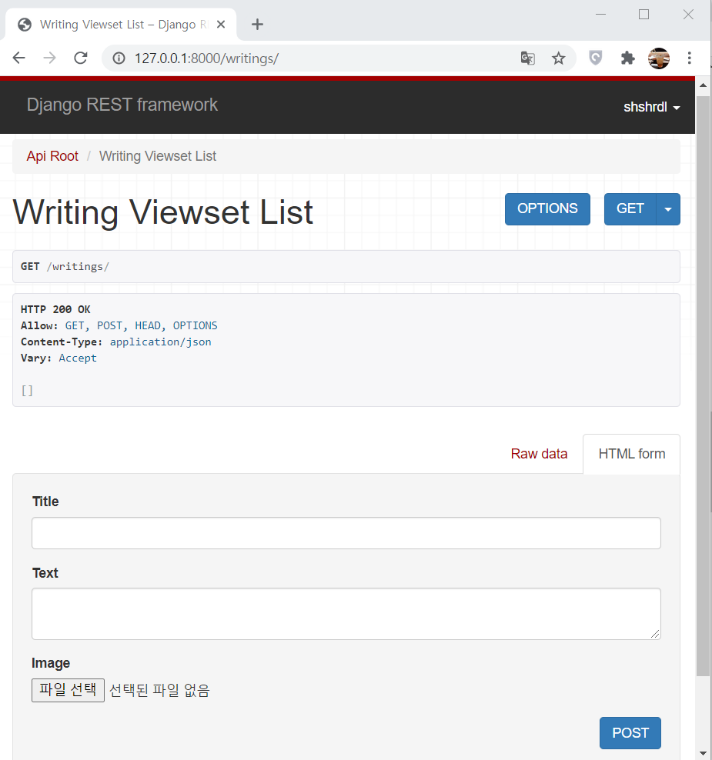 Writing Viewset List – Django R
127.0.0.1:8000/writings/
Django REST framework
shshrdl
Api Root / Writing Viewset List
Writing Viewset List
OPTIONS
GET
GET /writings/
HTTP 200 OK
Allow: GET, POST, HEAD, OPTIONS
Content-Type: application/json
Vary: Accept
[]
Raw data
HTML form
Title
Text
Image
파일 선택 선택된 파일 없음
POST